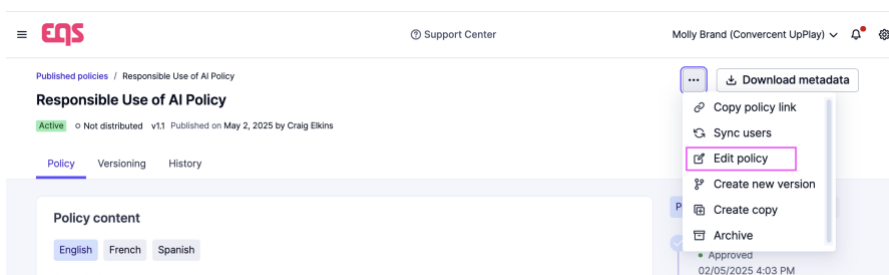 EQS
Support Center
Molly Brand (Convercent UpPlay)
Published policies / Responsible Use of AI Policy
Responsible Use of AI Policy
Active Not distributed v1.1 Published on May 2, 2025 by Craig Elkins
... Download metadata
Copy policy link
Sync users
Edit policy
Create new version
Create copy
Archive
Policy Versioning History
Policy content
English French Spanish
Approved
02/05/2025 4:03 PM